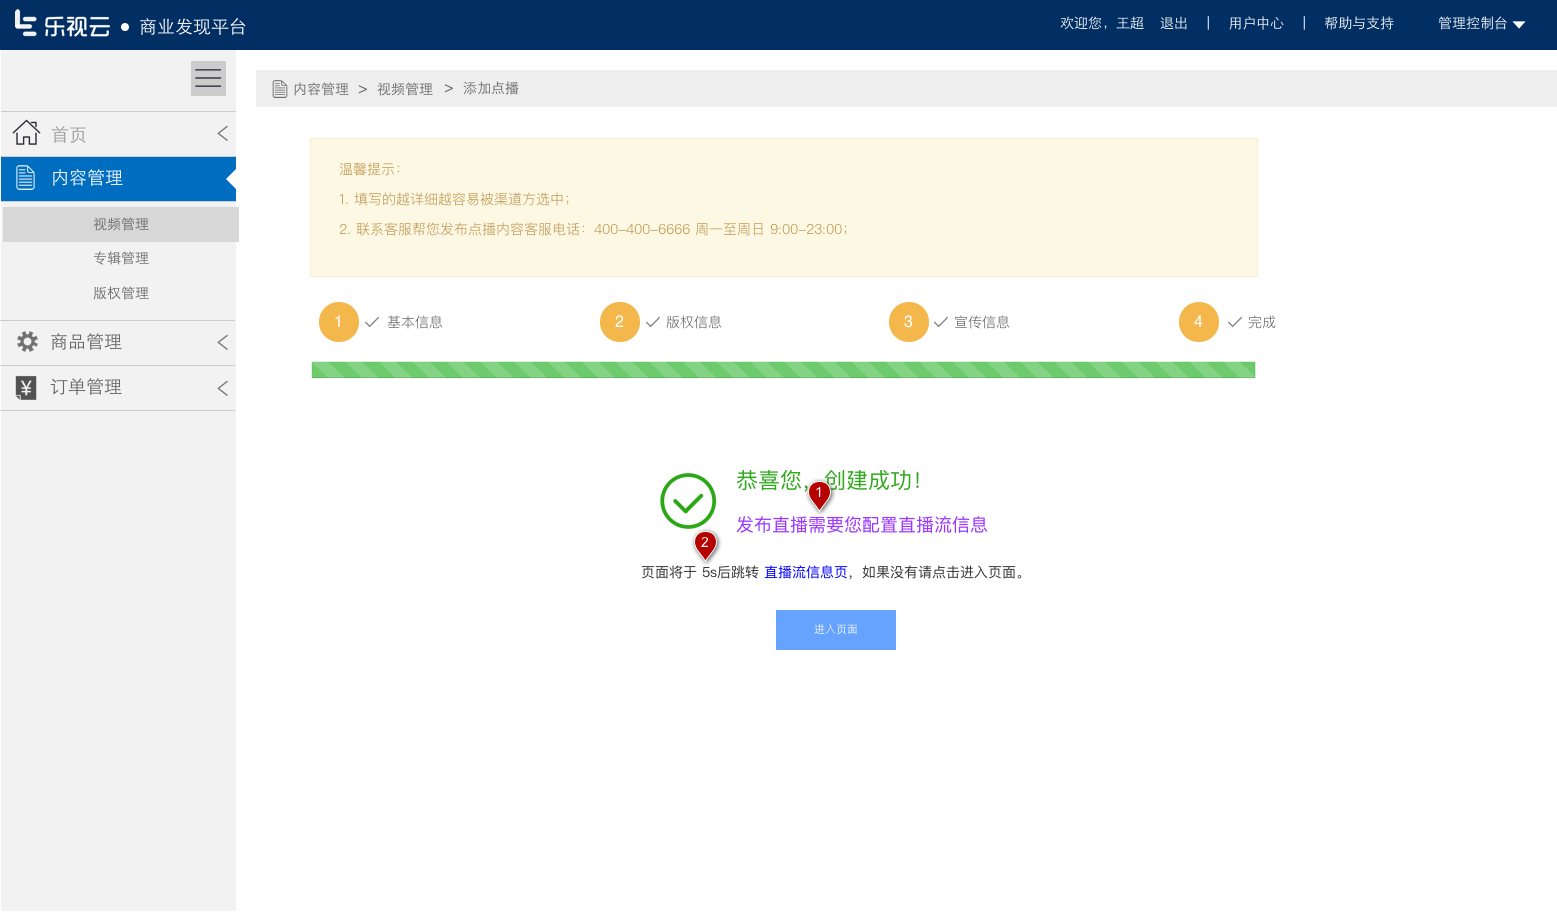 乐视云 ● 商业发现平台
欢迎您，王超 退出 | 用户中心 | 帮助与支持 管理控制台
首页
内容管理
视频管理
专辑管理
版权管理
商品管理
订单管理
内容管理 > 视频管理 > 添加点播
温馨提示：
1. 填写的越详细越容易被渠道方选中；
2. 联系客服帮您发布点播内容客服电话：400-400-6666 周一至周日 9:00-23:00；
1 基本信息 2 版权信息 3 宣传信息 4 完成
恭喜您，创建成功！
1
发布直播需要您配置直播流信息
2
页面将于 5s后跳转 直播流信息页，如果没有请点击进入页面。
进入页面